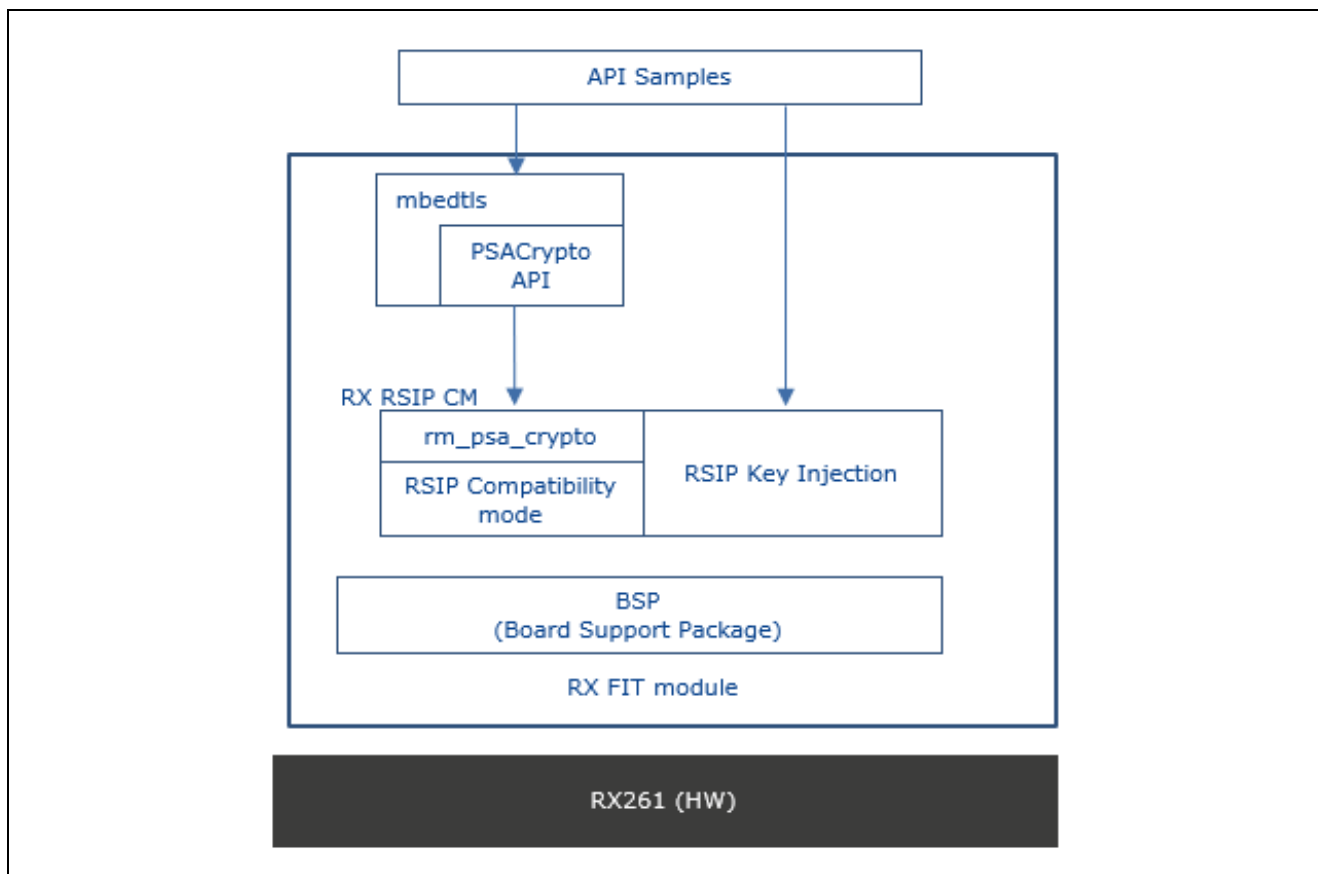 API Samples
mbedtls
PSACrypto
API
RX RSIP CM
rm_psa_crypto
RSIP Compatibility
mode
RSIP Key Injection
BSP
(Board Support Package)
RX FIT module
RX261 (HW)